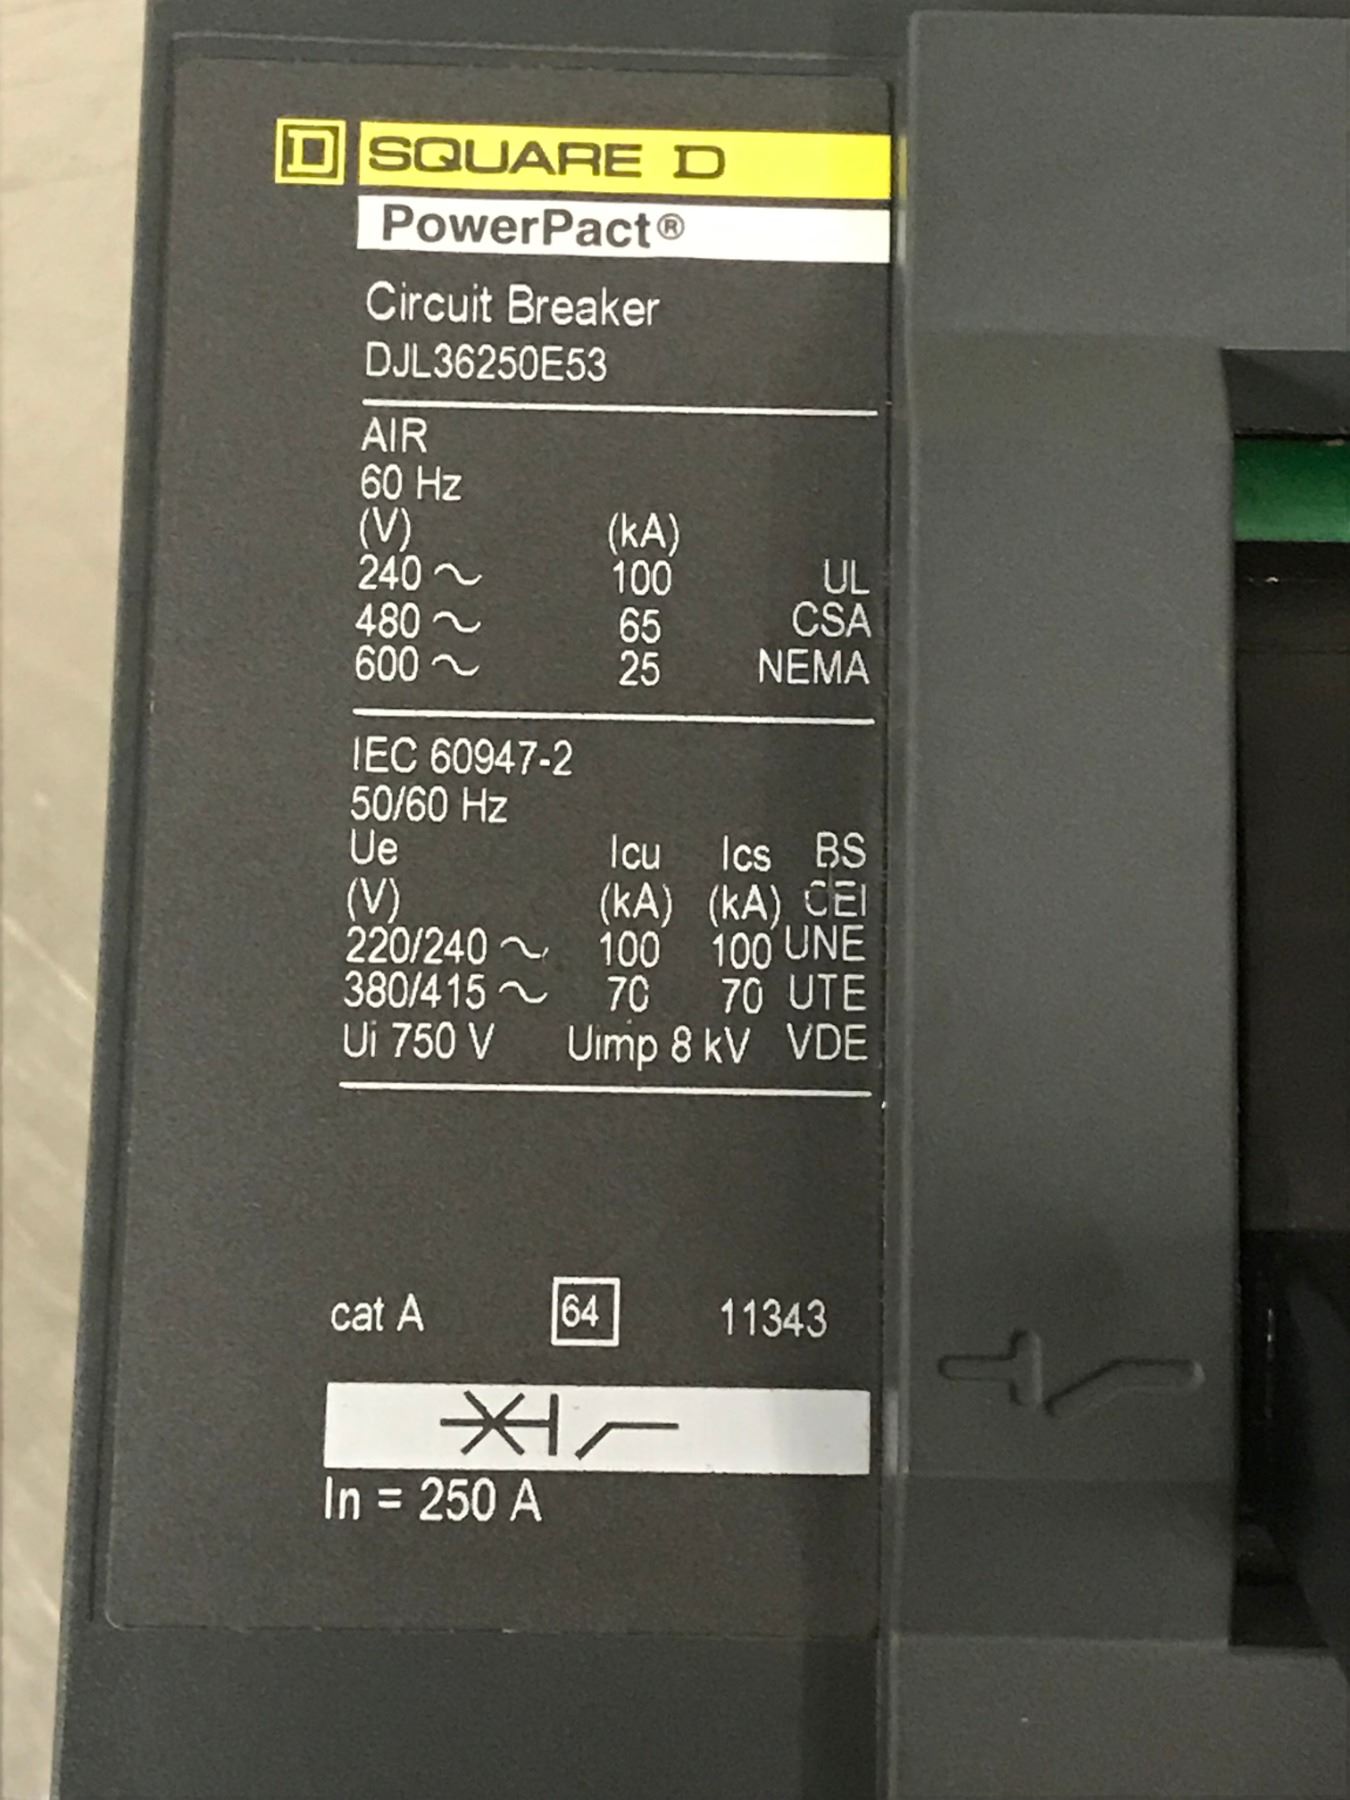 D SQUARE D
PowerPact®
Circuit Breaker
DJL36250E53
AIR
60 Hz
(V) (kA)
240 ~ 100 UL
480 ~ 65 CSA
600 ~ 25 NEMA
IEC 60947-2
50/60 Hz
Ue Icu Ics BS
(V) (kA) (kA) CEI
220/240 ~ 100 100 UNE
380/415 ~ 70 70 UTE
Ui 750 V Uimp 8 kV VDE
cat A 64 11343
In = 250 A